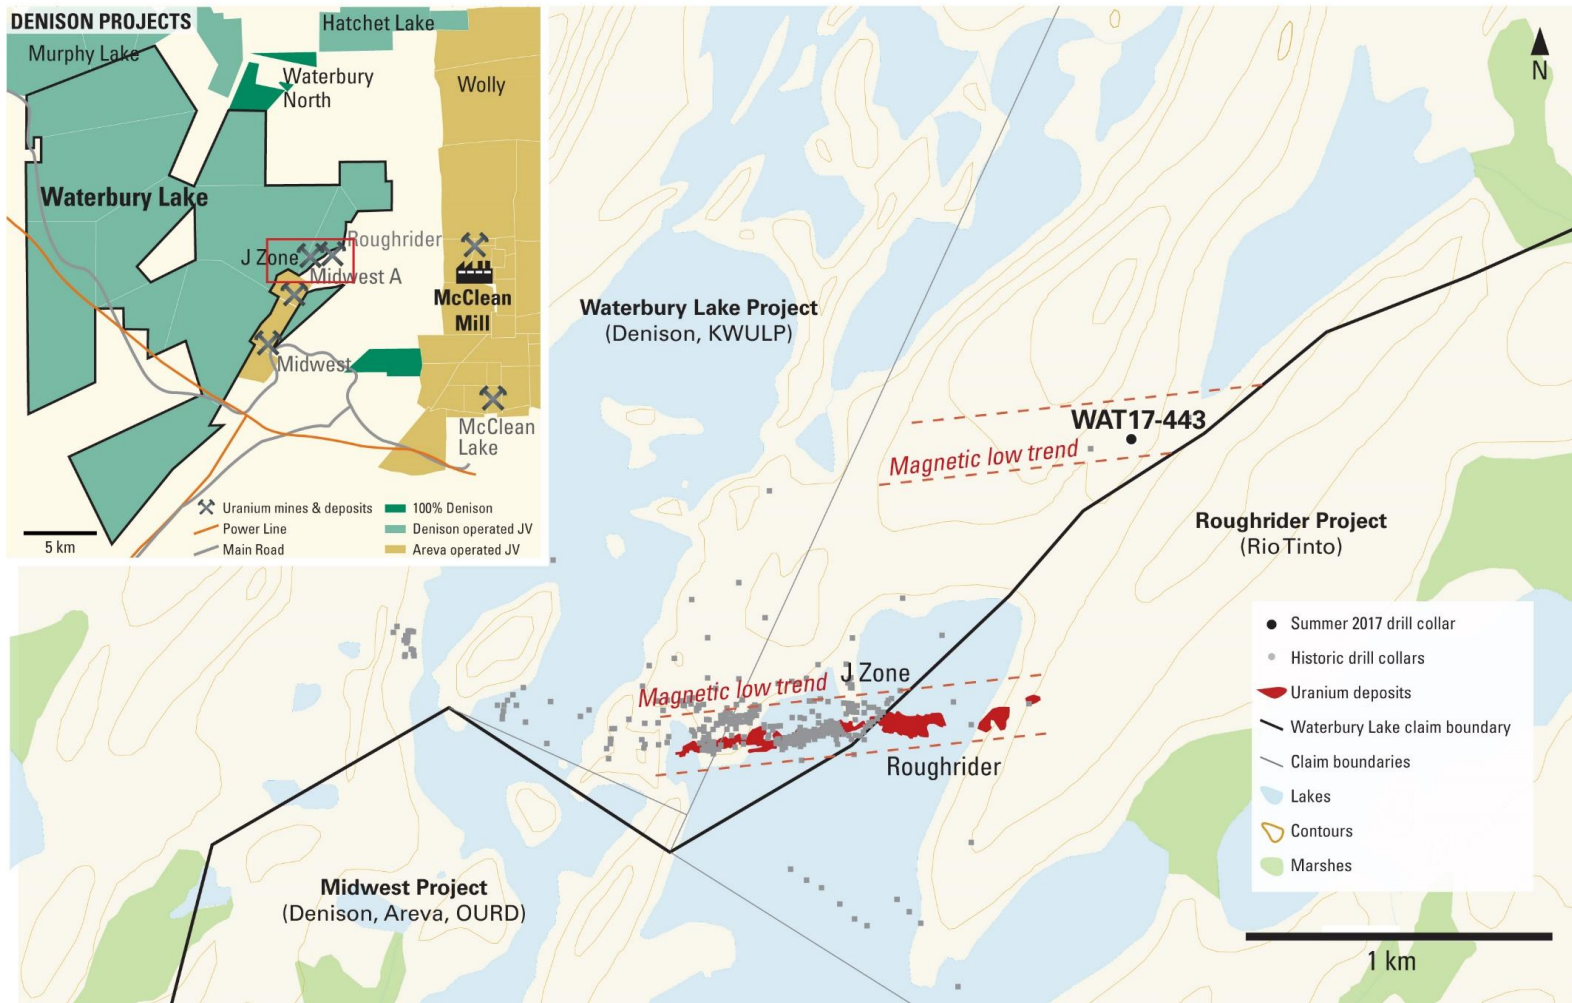 DENISON PROJECTS
Hatchet Lake
Murphy Lake
Waterbury
North
Wolly
Waterbury Lake
Roughrider
J Zone
Midwest A
McClean
Mill
Midwest
McClean
Lake
Uranium mines & deposits
100% Denison
Power Line
Denison operated JV
Main Road
Areva operated JV
5 km
N
Waterbury Lake Project
(Denison, KWULP)
WAT17-443
Magnetic low trend
Roughrider Project
(Rio Tinto)
J Zone
Magnetic low trend
Roughrider
Midwest Project
(Denison, Areva, OURD)
Summer 2017 drill collar
Historic drill collars
Uranium deposits
Waterbury Lake claim boundary
Claim boundaries
Lakes
Contours
Marshes
1 km